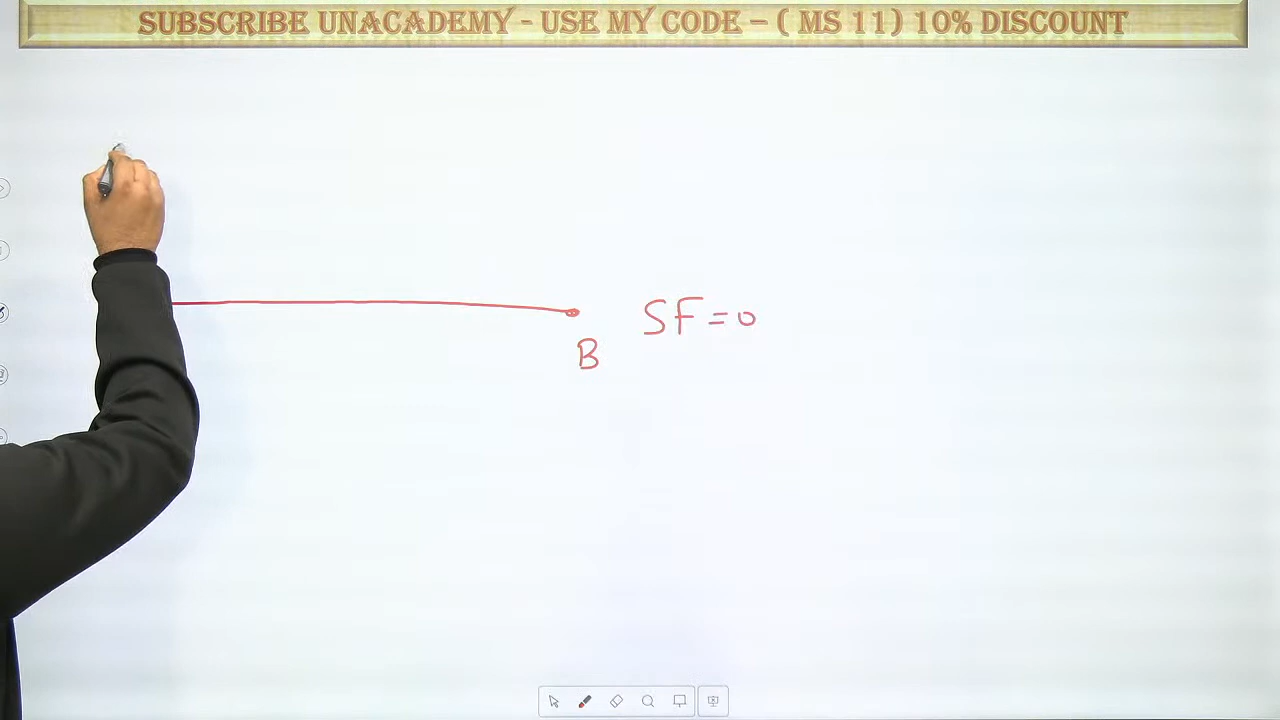 SUBSCRIBE UNACADEMY - USE MY CODE – ( MS 11) 10% DISCOUNT
SF=0
B